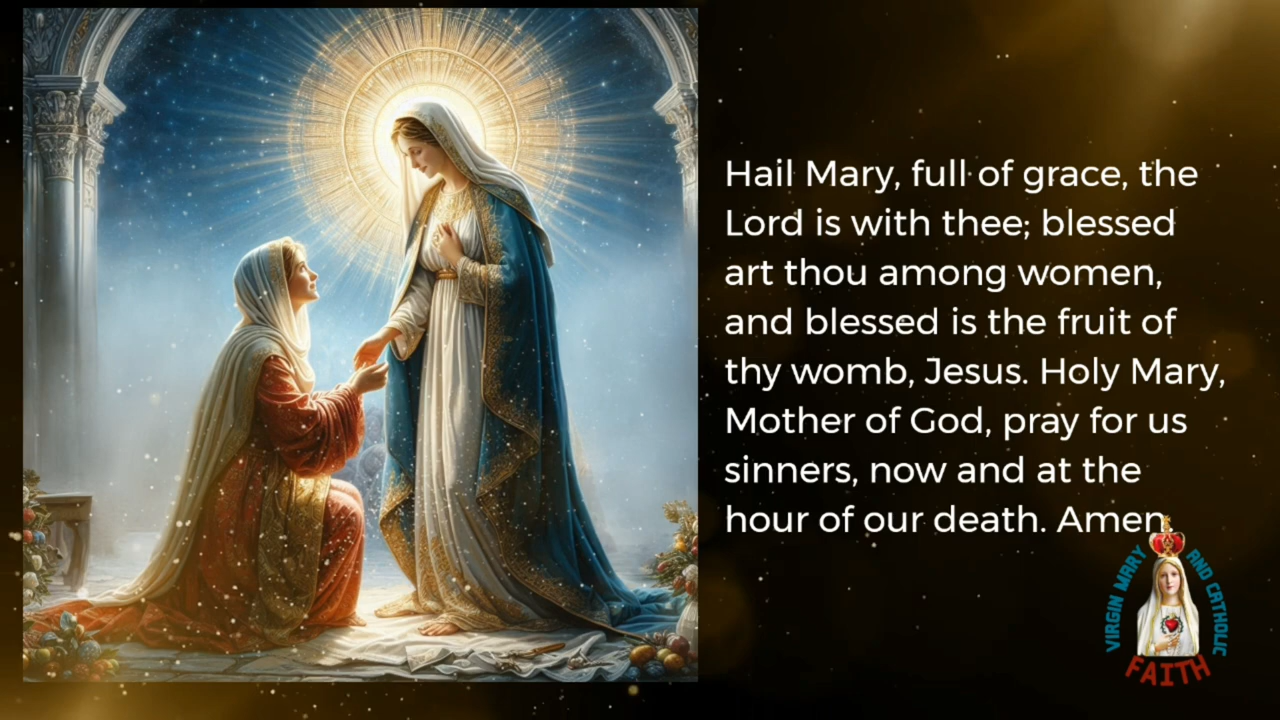 Hail Mary, full of grace, the
Lord is with thee; blessed
art thou among women,
and blessed is the fruit of
thy womb, Jesus. Holy Mary,
Mother of God, pray for us
sinners, now and at the
hour of our death. Amen.
VIRGIN MARY AND CATHOLIC
FAITH